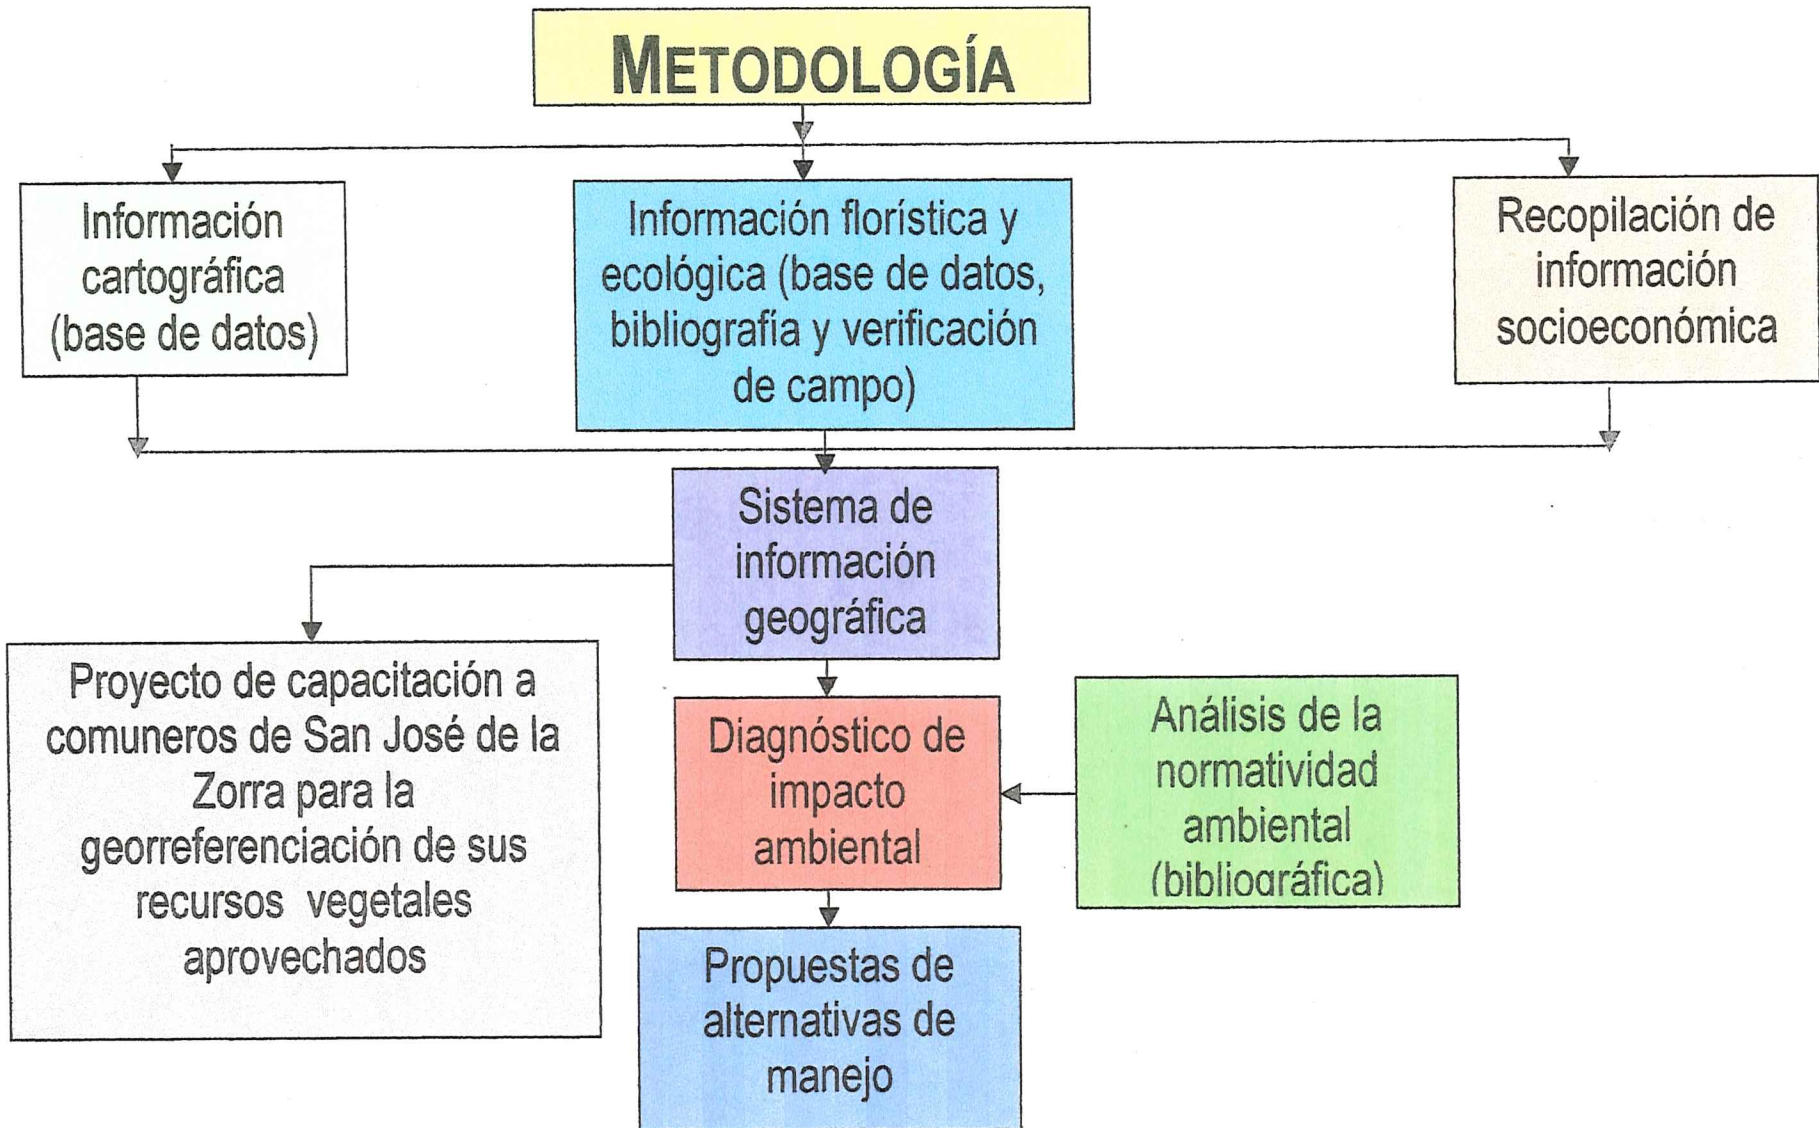 METODOLOGÍA
Información
cartográfica
(base de datos)
Información florística y
ecológica (base de datos,
bibliografía y verificación
de campo)
Recopilación de
información
socioeconómica
Sistema de
información
geográfica
Proyecto de capacitación a
comuneros de San José de la
Zorra para la
georreferenciación de sus
recursos vegetales
aprovechados
Diagnóstico de
impacto
ambiental
Análisis de la
normatividad
ambiental
(bibliográfica)
Propuestas de
alternativas de
manejo